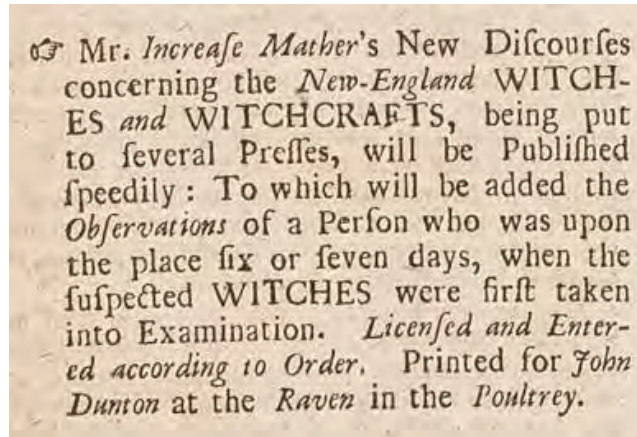 ☞ Mr. Increaſe Mather's New Diſcourſes
concerning the New-England WITCH-
ES and WITCHCRAFTS, being put
to ſeveral Preſſes, will be Publiſhed
ſpeedily : To which will be added the
Obſervations of a Perſon who was upon
the place ſix or ſeven days, when the
ſuſpected WITCHES were firſt taken
into Examination. Licenſed and Enter-
ed according to Order. Printed for John
Dunton at the Raven in the Poultrey.